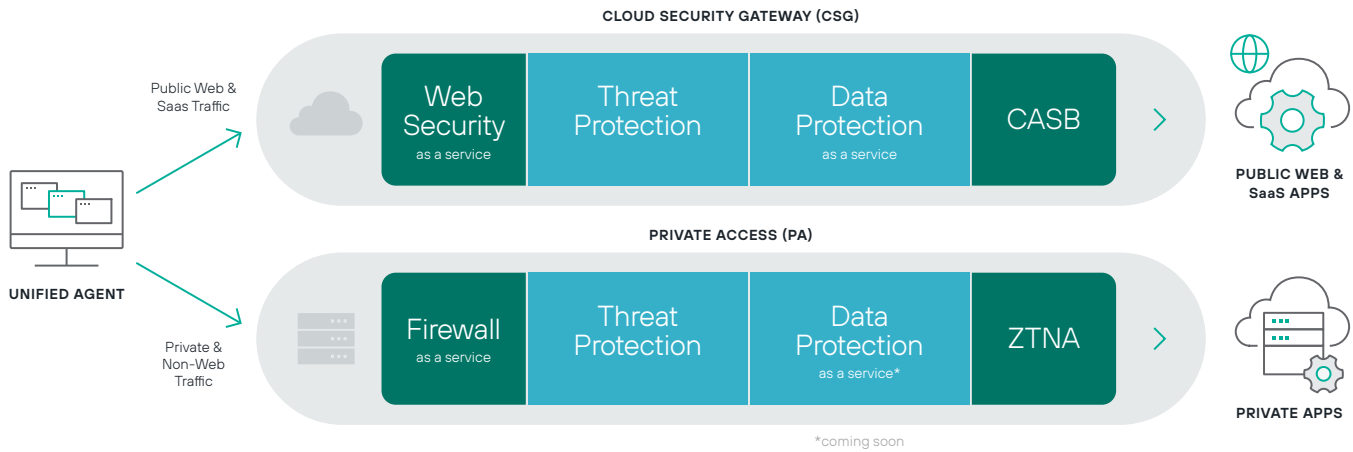 CLOUD SECURITY GATEWAY (CSG)
Public Web &
Saas Traffic
Web
Security
as a service
Threat
Protection
Data
Protection
as a service
CASB
PUBLIC WEB &
SaaS APPS
UNIFIED AGENT
PRIVATE ACCESS (PA)
Private &
Non-Web
Traffic
Firewall
as a service
Threat
Protection
Data
Protection
as a service*
ZTNA
PRIVATE APPS
*coming soon